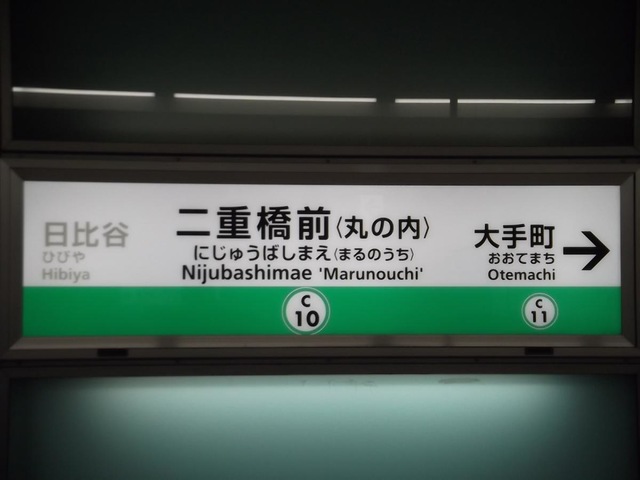 日比谷
ひびや
Hibiya
二重橋前〈丸の内〉
にじゅうばしまえ〈まるのうち〉
Nijubashimae 'Marunouchi'
C
10
大手町
おおてまち
Otemachi
C
11